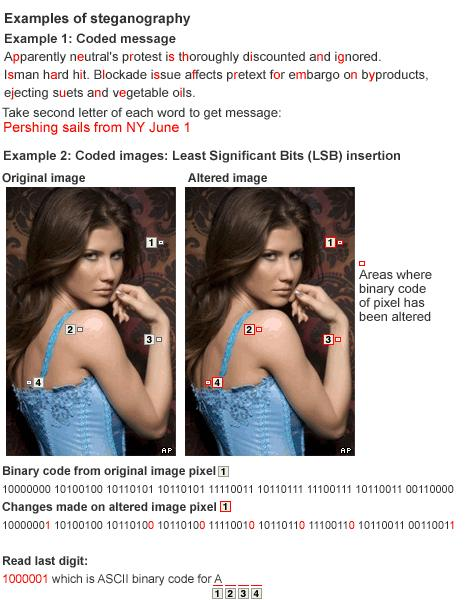 Examples of steganography
Example 1: Coded message
Apparently neutral's protest is thoroughly discounted and ignored.
Isman hard hit. Blockade issue affects pretext for embargo on byproducts,
ejecting suets and vegetable oils.
Take second letter of each word to get message:
Pershing sails from NY June 1
Example 2: Coded images: Least Significant Bits (LSB) insertion
Original image
Altered image
1
1
Areas where
binary code
of pixel has
been altered
2
3
2
3
4
4
AP
AP
Binary code from original image pixel 1
10000000 10100100 10110101 10110101 11110011 10110111 11100111 10110011 00110000
Changes made on altered image pixel 1
10000001 10100100 10110100 10110100 11110010 10110110 11100110 10110011 00110011
Read last digit:
1000001 which is ASCII binary code for A
1 2 3 4